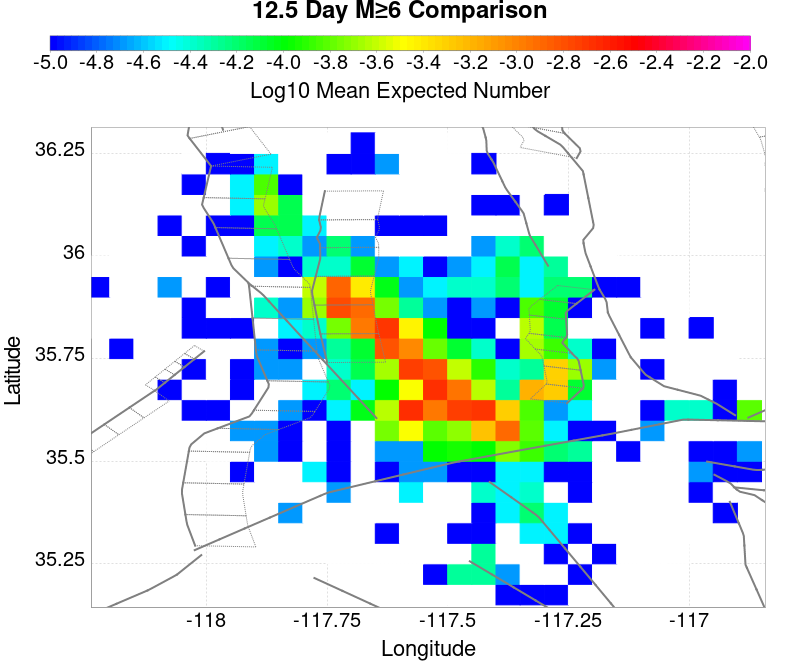 12.5 Day M≥6 Comparison
-5.0 -4.8 -4.6 -4.4 -4.2 -4.0 -3.8 -3.6 -3.4 -3.2 -3.0 -2.8 -2.6 -2.4 -2.2 -2.0
Log10 Mean Expected Number
36.25
36
35.75
35.5
35.25
Latitude
-118 -117.75 -117.5 -117.25 -117
Longitude